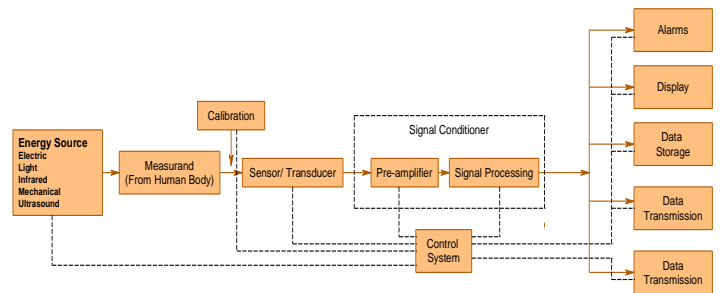 Alarms
Display
Calibration
Signal Conditioner
Energy Source
Electric
Light
Infrared
Mechanical
Ultrasound
Measurand
(From Human Body)
Sensor/ Transducer
Pre-amplifier
Signal Processing
Data
Storage
Data
Transmission
Control
System
Data
Transmission